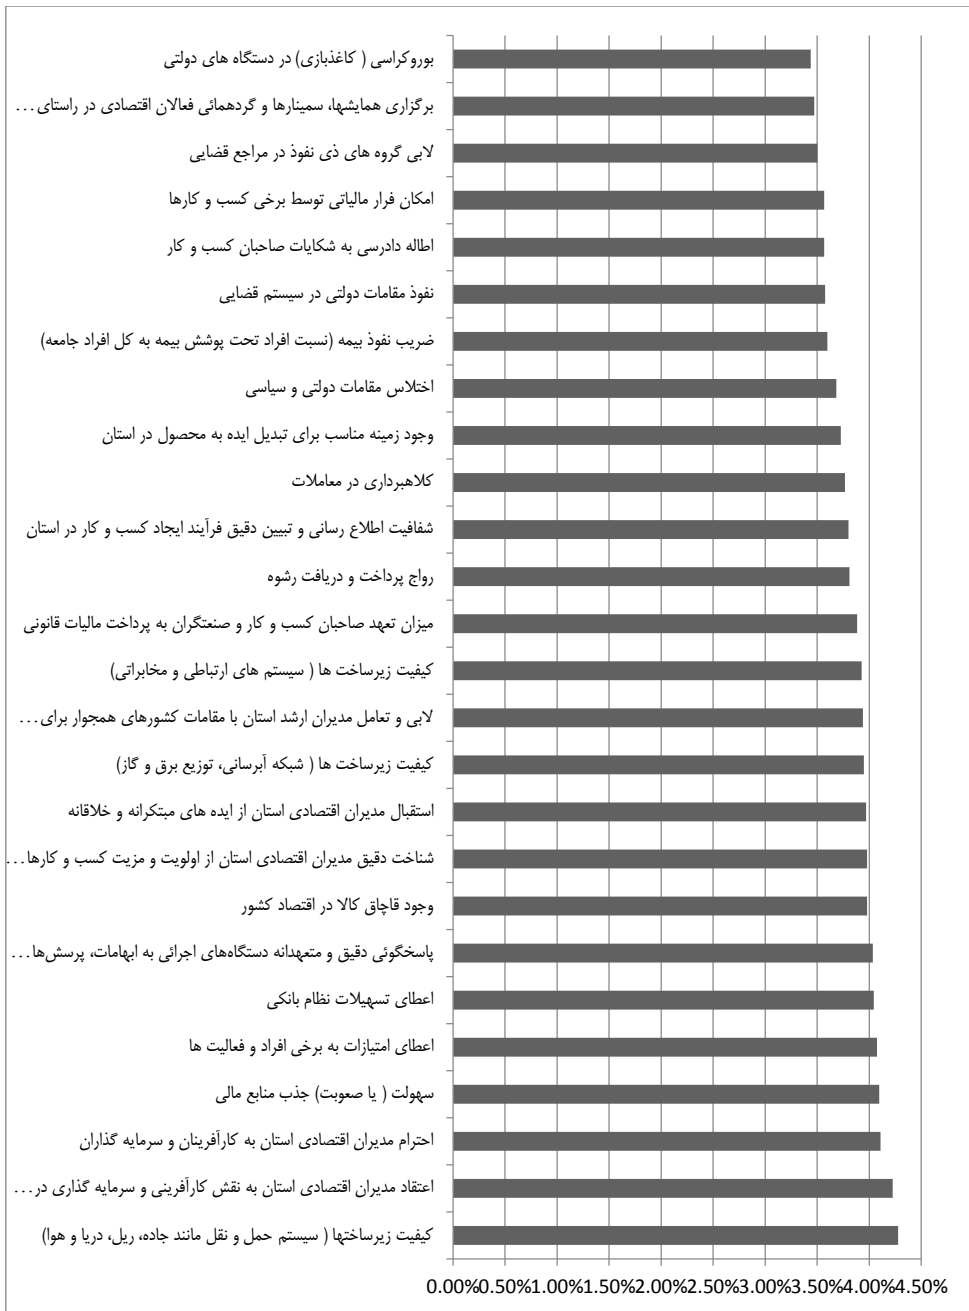 بوروکراسی ( کاغذبازی) در دستگاه های دولتی
برگزاری همایشها، سمینارها و گردهمائی فعالان اقتصادی در راستای...
لابی گروه های ذی نفوذ در مراجع قضایی
امکان فرار مالیاتی توسط برخی کسب و کارها
اطاله دادرسی به شکایات صاحبان کسب و کار
نفوذ مقامات دولتی در سیستم قضایی
ضریب نفوذ بیمه (نسبت افراد تحت پوشش بیمه به کل افراد جامعه)
اختلاس مقامات دولتی و سیاسی
وجود زمینه مناسب برای تبدیل ایده به محصول در استان
کلاهبرداری در معاملات
شفافیت اطلاع رسانی و تبیین دقیق فرآیند ایجاد کسب و کار در استان
رواج پرداخت و دریافت رشوه
میزان تعهد صاحبان کسب و کار و صنعتگران به پرداخت مالیات قانونی
کیفیت زیرساخت ها ( سیستم های ارتباطی و مخابراتی)
لابی و تعامل مدیران ارشد استان با مقامات کشورهای همجوار برای...
کیفیت زیرساخت ها ( شبکه آبرسانی، توزیع برق و گاز)
استقبال مدیران اقتصادی استان از ایده های مبتکرانه و خلاقانه
شناخت دقیق مدیران اقتصادی استان از اولویت و مزیت کسب و کارها...
وجود قاچاق کالا در اقتصاد کشور
پاسخگوئی دقیق و متعهدانه دستگاه‌های اجرائی به ابهامات، پرسش‌ها...
اعطای تسهیلات نظام بانکی
اعطای امتیازات به برخی افراد و فعالیت ها
سهولت ( یا صعوبت) جذب منابع مالی
احترام مدیران اقتصادی استان به کارآفرینان و سرمایه گذاران
اعتقاد مدیران اقتصادی استان به نقش کارآفرینی و سرمایه گذاری در...
کیفیت زیرساختها ( سیستم حمل و نقل مانند جاده، ریل، دریا و هوا)
0.00% 0.50% 1.00% 1.50% 2.00% 2.50% 3.00% 3.50% 4.00% 4.50%